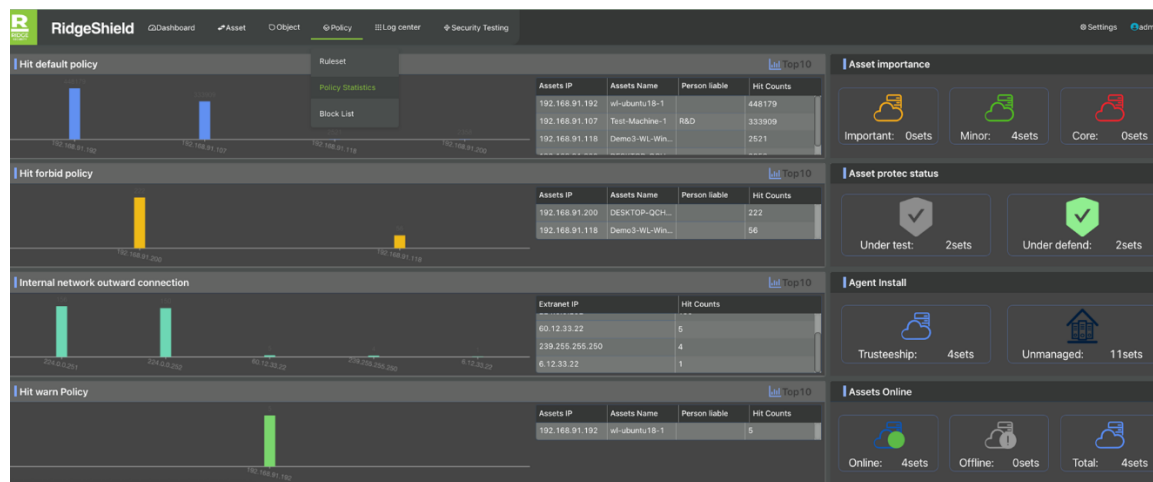 RIDGE
RidgeShield
Dashboard
Asset
Object
Policy
Log center
Security Testing
Settings
adm
Ruleset
Policy Statistics
Block List
Hit default policy
Top10
192.168.91.192
192.168.91.107
192.168.91.118
192.168.91.200
Assets IP Assets Name Person liable Hit Counts
192.168.91.192 wl-ubuntu18-1 448179
192.168.91.107 Test-Machine-1 R&D 333909
192.168.91.118 Demo3-WL-Win... 2521
Asset importance
Important: 0sets
Minor: 4sets
Core: 0sets
Hit forbid policy
Top10
192.168.91.200
192.168.91.118
Assets IP Assets Name Person liable Hit Counts
192.168.91.200 DESKTOP-QCH... 222
192.168.91.118 Demo3-WL-Win... 56
Asset protec status
Under test: 2sets
Under defend: 2sets
Internal network outward connection
Top10
224.0.0.251
224.0.0.252
60.12.33.22
239.255.255.250
6.12.33.22
Extranet IP Hit Counts
60.12.33.22 5
239.255.255.250 4
6.12.33.22 1
Agent Install
Trusteeship: 4sets
Unmanaged: 11sets
Hit warn Policy
Top10
192.168.91.192
Assets IP Assets Name Person liable Hit Counts
192.168.91.192 wl-ubuntu18-1 5
Assets Online
Online: 4sets
Offline: 0sets
Total: 4sets